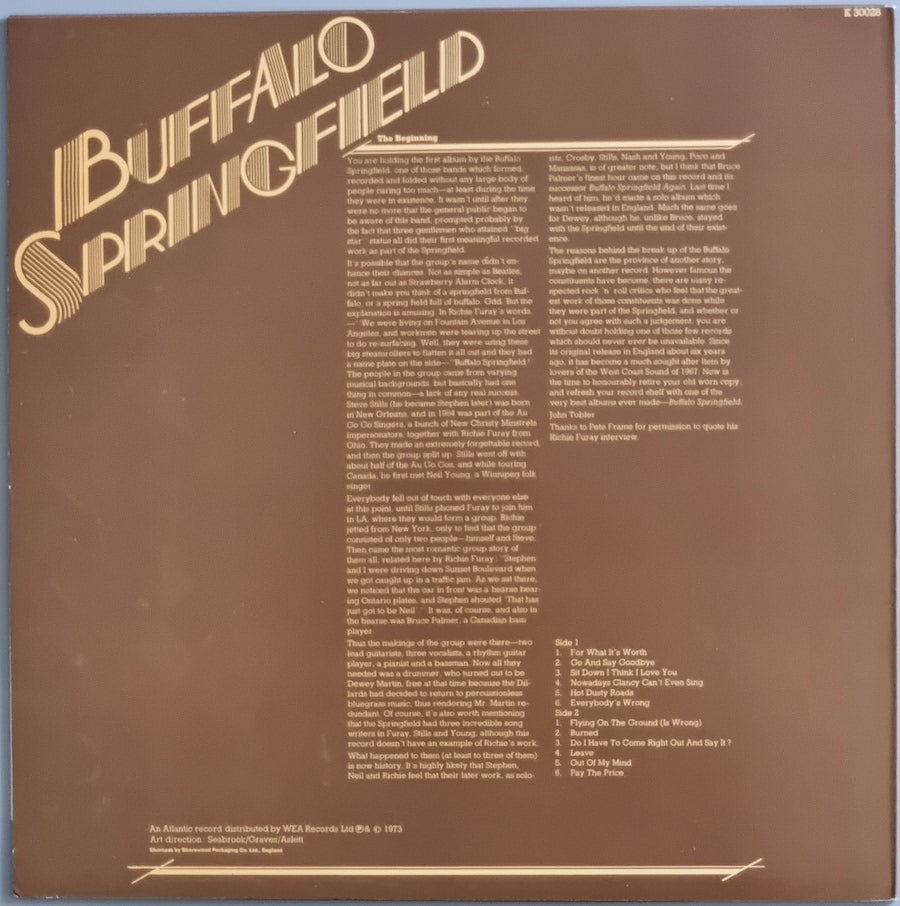 K 30028
BUFFALO
SPRINGFIELD
The Beginning
You are holding the first album by the Buffalo
Springfield, one of those bands which formed,
recorded and folded without any large body of
people caring too much—at least during the time
they were in existence. It wasn't until after they
were no more that the general public began to
be aware of this band, prompted probably by
the fact that three gentlemen who attained "big
star" status all did their first meaningful recorded
work as part of the Springfield.
It's possible that the group's name didn't en-
hance their chances. Not as simple as Beatles,
not as far out as Strawberry Alarm Clock, it
didn't make you think of a springfield from Buf-
falo, or a spring field full of buffalo. Odd. But the
explanation is amusing. In Richie Furay's words
—"We were living on Fountain Avenue in Los
Angeles, and workmen were tearing up the street
to do re-surfacing. Well, they were using these
big steamrollers to flatten it all out and they had
a name plate on the side—"Buffalo Springfield."
The people in the group came from varying
musical backgrounds, but basically had one
thing in common—a lack of any real success.
Steve Stills (he became Stephen later) was born
in New Orleans, and in 1964 was part of the Au
Go Go Singers, a bunch of New Christy Minstrels
impersonators, together with Richie Furay from
Ohio. They made an extremely forgettable record,
and then the group split up. Stills went off with
about half of the Au Go Gos, and while touring
Canada, he first met Neil Young, a Winnipeg folk
singer.
Everybody fell out of touch with everyone else
at this point, until Stills phoned Furay to join him
in LA, where they would form a group. Richie
jetted from New York, only to find that the group
consisted of only two people—himself and Steve.
Then came the most romantic group story of
them all, related here by Richie Furay: "Stephen
and I were driving down Sunset Boulevard when
we got caught up in a traffic jam. As we sat there,
we noticed that the car in front was a hearse bear-
ing Ontario plates, and Stephen shouted 'That has
just got to be Neil'." It was, of course, and also in
the hearse was Bruce Palmer, a Canadian bass
player.
Thus the makings of the group were there—two
lead guitarists, three vocalists, a rhythm guitar
player, a pianist and a bassman. Now all they
needed was a drummer, who turned out to be
Dewey Martin, free at that time because the Dil-
lards had decided to return to percussionless
bluegrass music, thus rendering Mr. Martin re-
dundant. Of course, it's also worth mentioning
that the Springfield had three incredible song
writers in Furay, Stills and Young, although this
record doesn't have an example of Richie's work.
What happened to them (at least to three of them)
is now history. It's highly likely that Stephen,
Neil and Richie feel that their later work, as solo-
ists, Crosby, Stills, Nash and Young, Poco and
Manassas, is of greater note, but I think that Bruce
Palmer's finest hour came on this record and its
successor Buffalo Springfield Again. Last time I
heard of him, he'd made a solo album which
wasn't released in England. Much the same goes
for Dewey, although he, unlike Bruce, stayed
with the Springfield until the end of their exist-
ence.
The reasons behind the break up of the Buffalo
Springfield are the province of another story,
maybe on another record. However famous the
constituents have become, there are many re-
spected rock 'n' roll critics who feel that the great-
est work of those constituents was done while
they were part of the Springfield, and whether or
not you agree with such a judgement, you are
without doubt holding one of those few records
which should never ever be unavailable. Since
its original release in England about six years
ago, it has become a much sought after item by
lovers of the West Coast Sound of 1967. Now is
the time to honourably retire your old worn copy,
and refresh your record shelf with one of the
very best albums ever made—Buffalo Springfield.
John Tobler
Thanks to Pete Frame for permission to quote his
Richie Furay interview.
Side 1
1. For What It's Worth
2. Go And Say Goodbye
3. Sit Down I Think I Love You
4. Nowadays Clancy Can't Even Sing
5. Hot Dusty Roads
6. Everybody's Wrong
Side 2
1. Flying On The Ground (Is Wrong)
2. Burned
3. Do I Have To Come Right Out And Say It?
4. Leave
5. Out Of My Mind
6. Pay The Price
An Atlantic record distributed by WEA Records Ltd Ⓟ& © 1973
Art direction: Seabrook/Graves/Aslett
Shorepak by Shorewood Packaging Co. Ltd., England